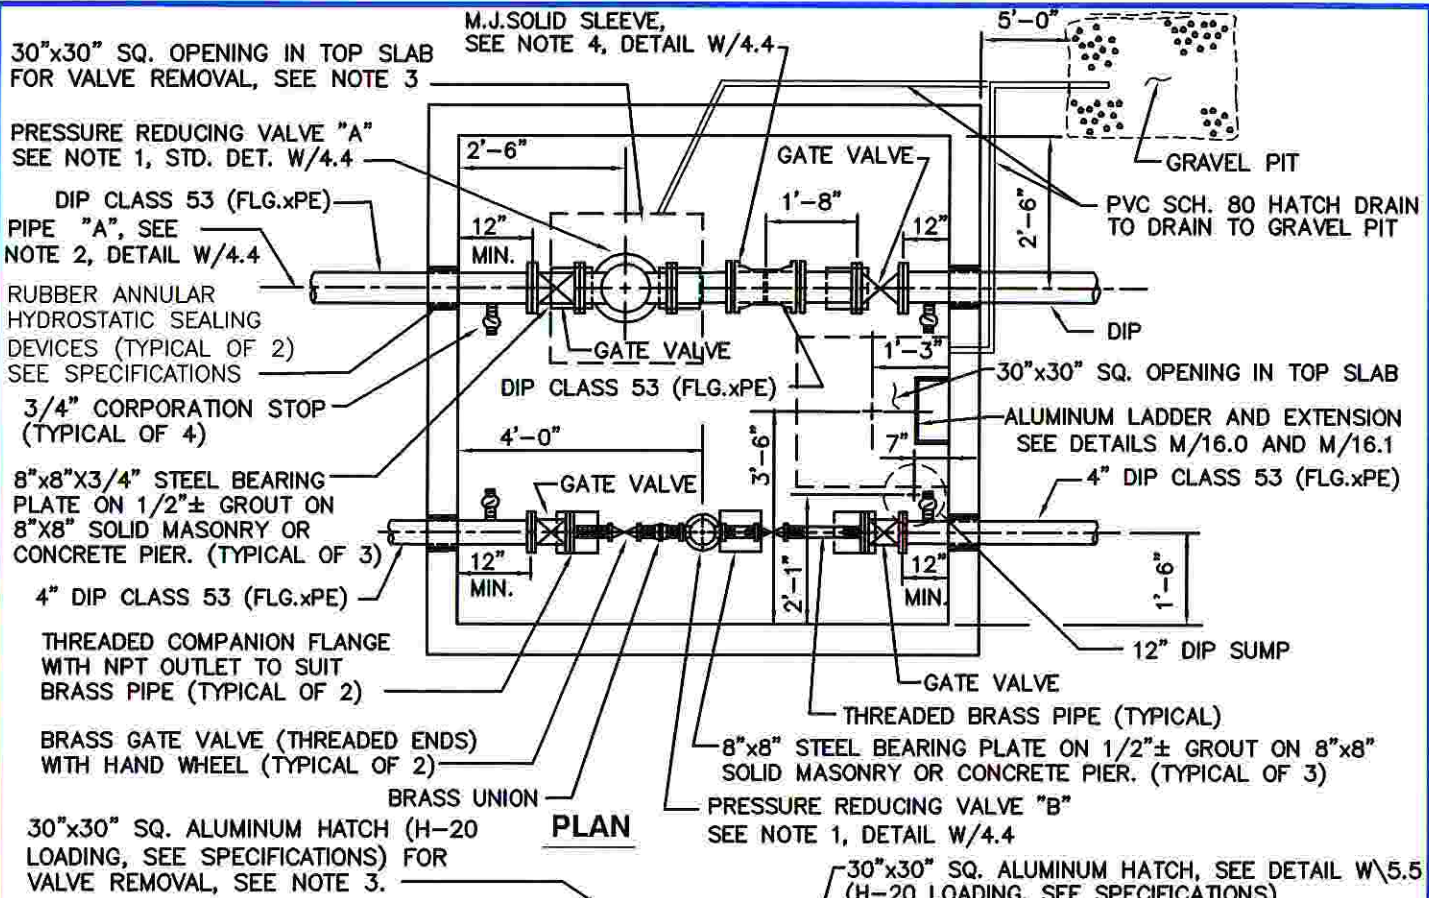 M.J.SOLID SLEEVE,
SEE NOTE 4, DETAIL W/4.4
5'-0"
30"x30" SQ. OPENING IN TOP SLAB
FOR VALVE REMOVAL, SEE NOTE 3
PRESSURE REDUCING VALVE "A"
SEE NOTE 1, STD. DET. W/4.4
2'-6"
GATE VALVE
GRAVEL PIT
DIP CLASS 53 (FLG.xPE)
1'-8"
2'-6"
PVC SCH. 80 HATCH DRAIN
TO DRAIN TO GRAVEL PIT
PIPE "A", SEE
NOTE 2, DETAIL W/4.4
12"
MIN.
12"
RUBBER ANNULAR
HYDROSTATIC SEALING
DEVICES (TYPICAL OF 2)
SEE SPECIFICATIONS
DIP
GATE VALVE
1'-3"
DIP CLASS 53 (FLG.xPE)
30"x30" SQ. OPENING IN TOP SLAB
3/4" CORPORATION STOP
(TYPICAL OF 4)
ALUMINUM LADDER AND EXTENSION
SEE DETAILS M/16.0 AND M/16.1
4'-0"
3'-6"
7"
8"x8"X3/4" STEEL BEARING
PLATE ON 1/2"± GROUT ON
8"X8" SOLID MASONRY OR
CONCRETE PIER. (TYPICAL OF 3)
GATE VALVE
4" DIP CLASS 53 (FLG.xPE)
12"
MIN.
2'-1"
12"
MIN.
1'-6"
4" DIP CLASS 53 (FLG.xPE)
THREADED COMPANION FLANGE
WITH NPT OUTLET TO SUIT
BRASS PIPE (TYPICAL OF 2)
12" DIP SUMP
GATE VALVE
THREADED BRASS PIPE (TYPICAL)
BRASS GATE VALVE (THREADED ENDS)
WITH HAND WHEEL (TYPICAL OF 2)
8"x8" STEEL BEARING PLATE ON 1/2"± GROUT ON 8"x8"
SOLID MASONRY OR CONCRETE PIER. (TYPICAL OF 3)
BRASS UNION
PLAN
PRESSURE REDUCING VALVE "B"
SEE NOTE 1, DETAIL W/4.4
30"x30" SQ. ALUMINUM HATCH (H-20
LOADING, SEE SPECIFICATIONS) FOR
VALVE REMOVAL, SEE NOTE 3.
30"x30" SQ. ALUMINUM HATCH, SEE DETAIL W\5.5
(H-20 LOADING, SEE SPECIFICATIONS)